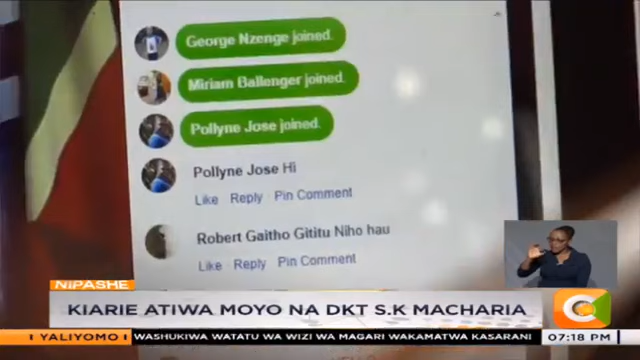 George Nzenge joined.
Miriam Ballenger joined.
Pollyne Jose joined.
Pollyne Jose Hi
Like Reply Pin Comment
Robert Gaitho Gititu Niho hau
Like Reply Pin Comment
NIPASHE
KIARIE ATIWA MOYO NA DKT S.K MACHARIA
YALIYOMO
WASHUKIWA WATATU WA WIZI WA MAGARI WAKAMATWA KASARANI
07:18 PM